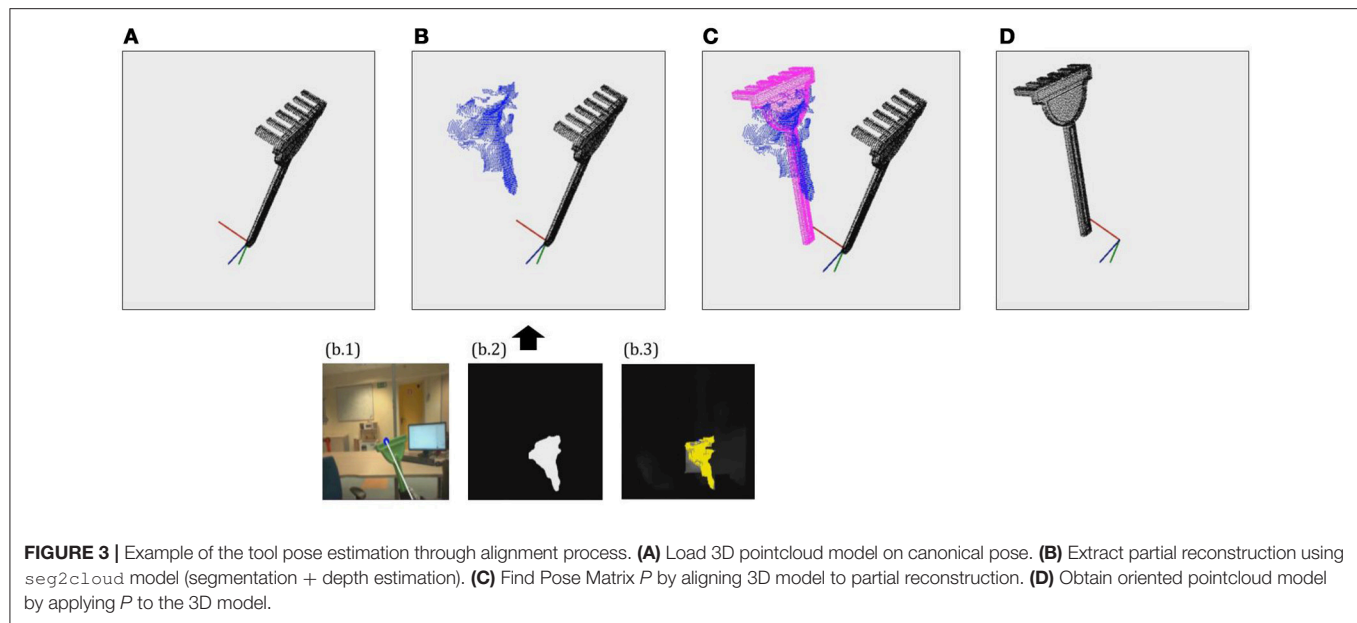 A
B
C
D
(b.1)
(b.2)
(b.3)
FIGURE 3 | Example of the tool pose estimation through alignment process. (A) Load 3D pointcloud model on canonical pose. (B) Extract partial reconstruction using
seg2cloud model (segmentation + depth estimation). (C) Find Pose Matrix P by aligning 3D model to partial reconstruction. (D) Obtain oriented pointcloud model
by applying P to the 3D model.